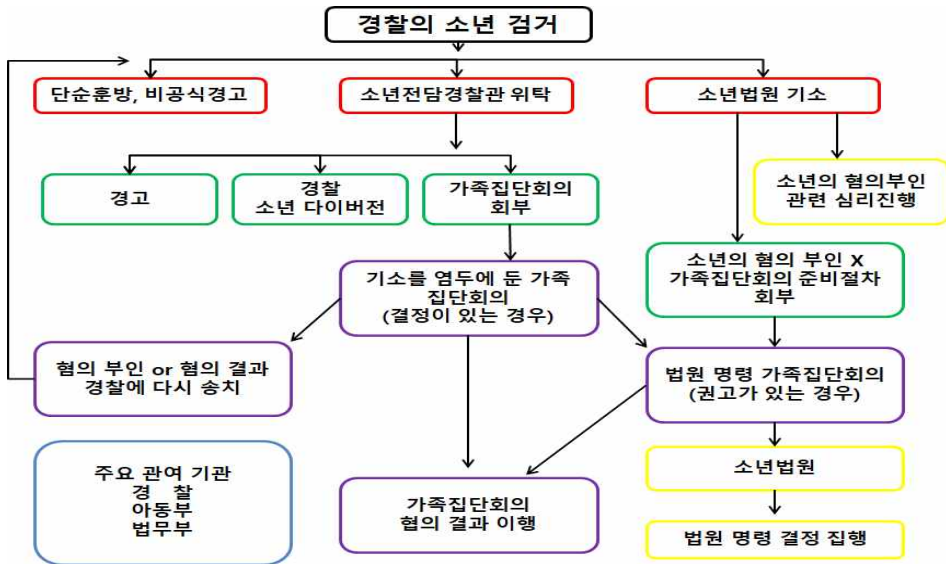 경찰의 소년 검거
단순훈방, 비공식경고
소년전담경찰관 위탁
소년법원 기소
경고
경찰
소년 다이버전
가족집단회의
회부
소년의 혐의부인
관련 심리진행
소년의 혐의 부인 X
가족집단회의 준비절차
회부
기소를 염두에 둔 가족
집단회의
(결정이 있는 경우)
혐의 부인 or 협의 결과
경찰에 다시 송치
법원 명령 가족집단회의
(권고가 있는 경우)
주요 관여 기관
경 찰
아동부
법무부
가족집단회의
협의 결과 이행
소년법원
법원 명령 결정 집행